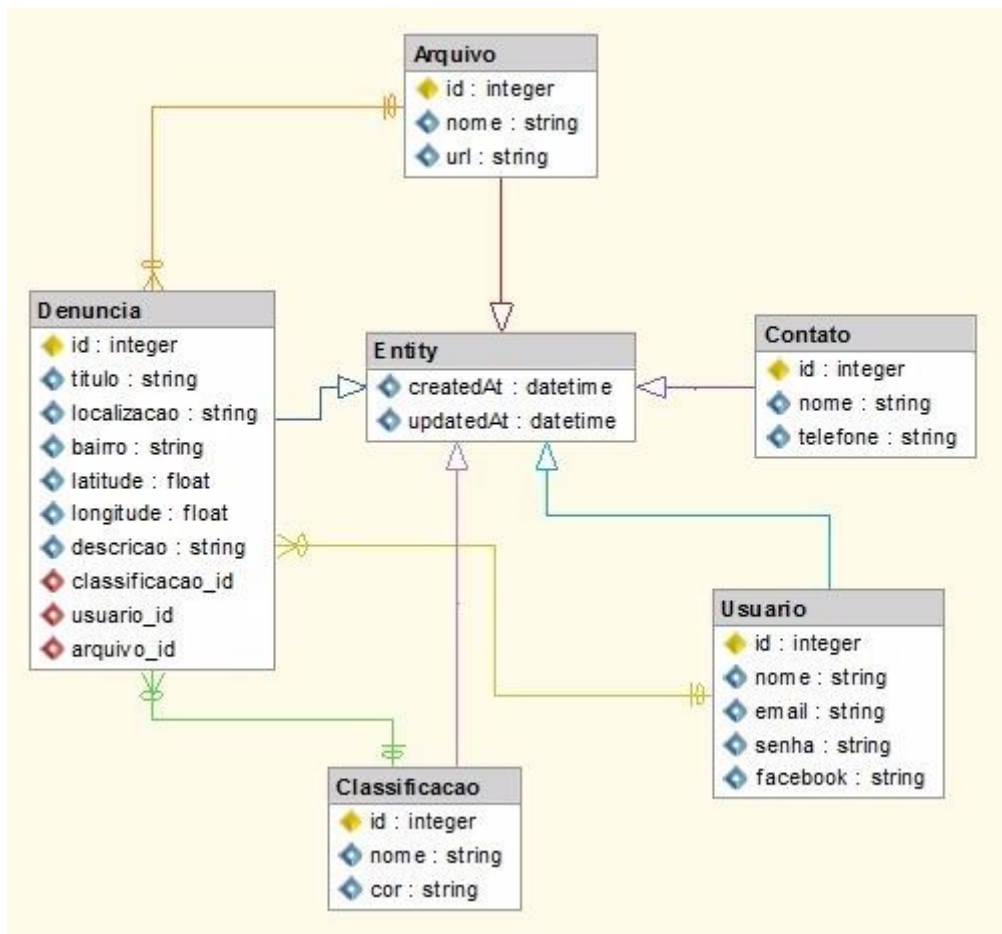 Arquivo
id : integer
nome : string
url : string
Denuncia
id : integer
titulo : string
localizacao : string
bairro : string
latitude : float
longitude : float
descricao : string
classificacao_id
usuario_id
arquivo_id
Entity
createdAt : datetime
updatedAt : datetime
Contato
id : integer
nome : string
telefone : string
Usuario
id : integer
nome : string
email : string
senha : string
facebook : string
Classificacao
id : integer
nome : string
cor : string